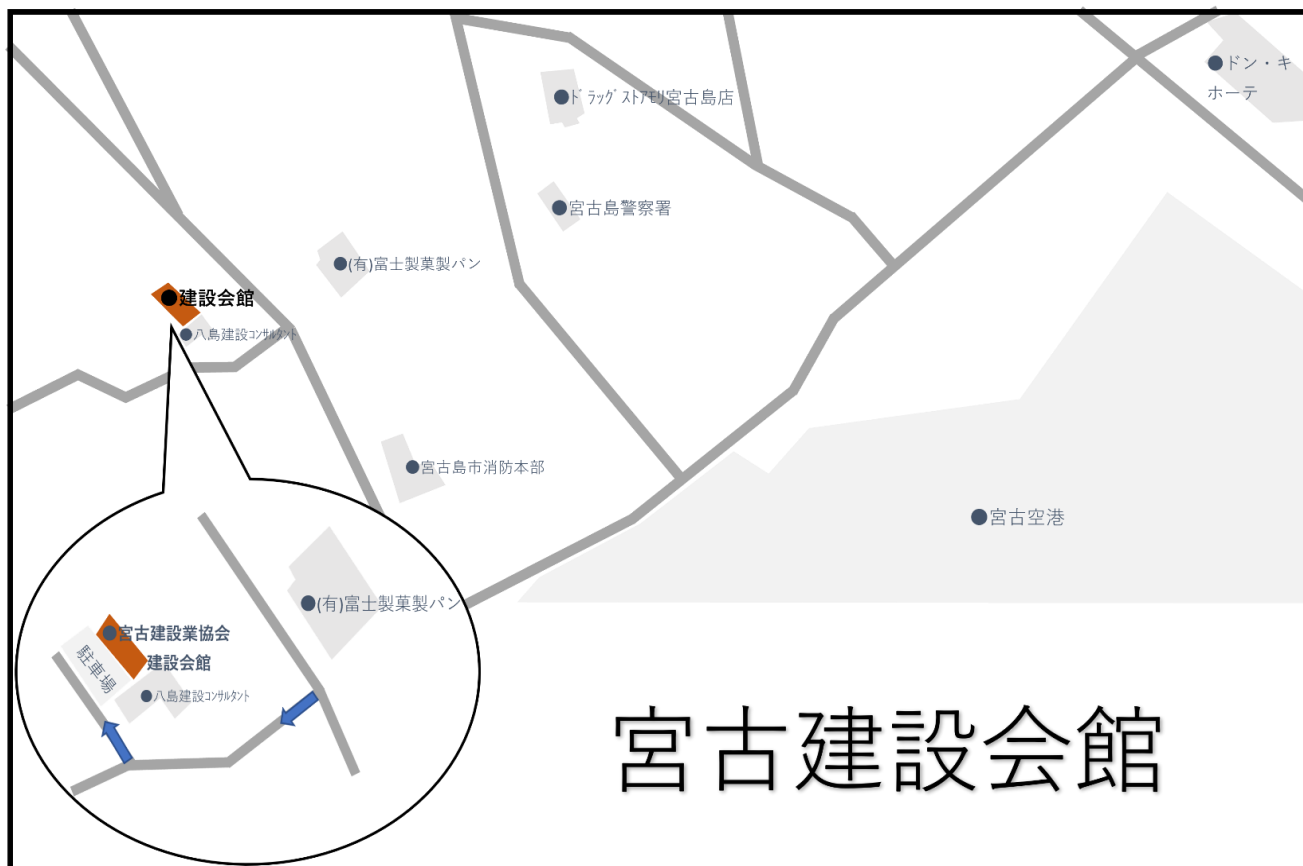 ドン・キ
ホーテ
ドラッグストアモリ宮古島店
宮古島警察署
(有)富士製菓製パン
建設会館
八島建設コンサルタント
宮古島市消防本部
宮古空港
(有)富士製菓製パン
宮古建設業協会
建設会館
駐車場
八島建設コンサルタント
宮古建設会館